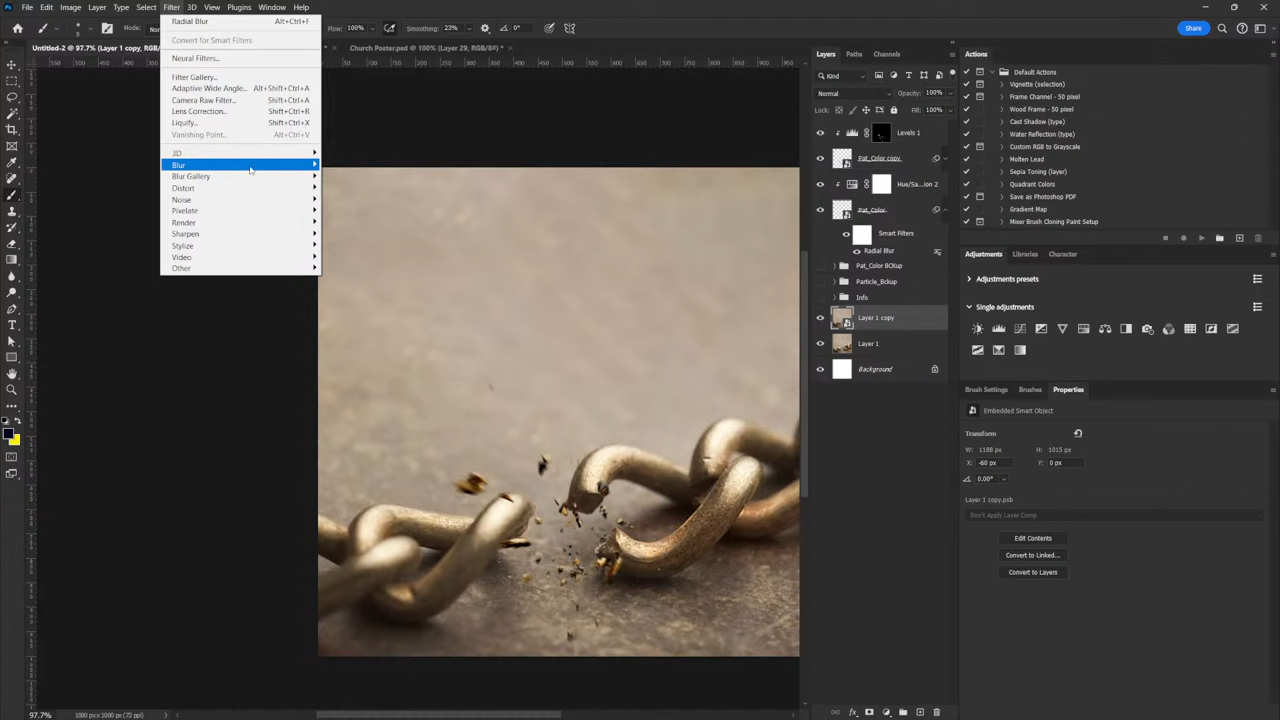 File Edit Image Layer Type Select Filter 3D View Plugins Window Help
Flow: 100% Smoothing: 23% 0°
Share
Untitled-2 @ 97.7% (Layer 1 copy, RGB/
Church Poster.psd @ 100% (Layer 29, RGB/8#) *
Radial Blur Alt+Ctrl+F
Convert for Smart Filters
Neural Filters...
Filter Gallery...
Adaptive Wide Angle... Alt+Shift+Ctrl+A
Camera Raw Filter... Shift+Ctrl+A
Lens Correction... Shift+Ctrl+R
Liquify... Shift+Ctrl+X
Vanishing Point... Alt+Ctrl+V
3D
Blur
Blur Gallery
Distort
Noise
Pixelate
Render
Sharpen
Stylize
Video
Other
Layers Paths Channels
Kind
Normal Opacity: 100%
Lock: Fill: 100%
Levels 1
Pat_Color copy
Hue/Sa...on 2
Pat_Color
Smart Filters
Radial Blur
Pat_Color BCKup
Particle_Bckup
Info
Layer 1 copy
Layer 1
Background
Actions
Default Actions
Vignette (selection)
Frame Channel - 50 pixel
Wood Frame - 50 pixel
Cast Shadow (type)
Water Reflection (type)
Custom RGB to Grayscale
Molten Lead
Sepia Toning (layer)
Quadrant Colors
Save as Photoshop PDF
Gradient Map
Mixer Brush Cloning Paint Setup
Adjustments Libraries Character
Adjustments presets
Single adjustments
Brush Settings Brushes Properties
Embedded Smart Object
Transform
W: 1188 px H: 1015 px
X: -60 px Y: 0 px
0.00°
Layer 1 copy.psb
Don't Apply Layer Comp
Edit Contents
Convert to Linked...
Convert to Layers
97.7% 1000 px x 1000 px (72 ppi)